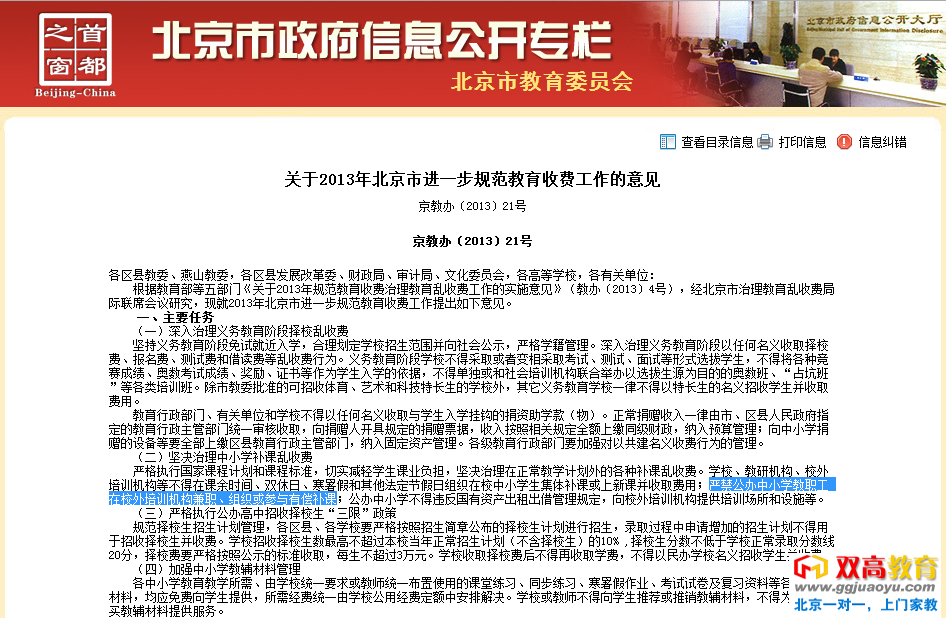 首都之窗
Beijing-China
北京市政府信息公开专栏
北京市教育委员会
北京市政府信息公开大厅
查看目录信息 打印信息 信息纠错
关于2013年北京市进一步规范教育收费工作的意见
京教办〔2013〕21号
京教办〔2013〕21号
各区县教委、燕山教委，各区县发展改革委、财政局、审计局、文化委员会，各高等学校，各有关单位：
根据教育部等五部门《关于2013年规范教育收费治理教育乱收费工作的实施意见》（教办〔2013〕4号），经北京市治理教育乱收费局
际联席会议研究，现就2013年北京市进一步规范教育收费工作提出如下意见。
一、主要任务
（一）深入治理义务教育阶段择校乱收费
坚持义务教育阶段免试就近入学，合理划定学校招生范围并向社会公示，严格学籍管理。深入治理义务教育阶段以任何名义收取择校
费、报名费、测试费和借读费等乱收费行为。义务教育阶段学校不得采取或者变相采取考试、测试、面试等形式选拔学生，不得将各种竞
赛成绩、奥数考试成绩、奖励、证书等作为学生入学的依据，不得单独或和社会培训机构联合举办以选拔生源为目的的奥数班、“占坑班
”等各类培训班。除市教委批准的可招收体育、艺术和科技特长生的学校外，其它义务教育学校一律不得以特长生的名义招收学生并收取
费用。
教育行政部门、有关单位和学校不得以任何名义收取与学生入学挂钩的捐资助学款（物）。正常捐赠收入一律由市、区县人民政府指
定的教育行政主管部门统一审核收取，向捐赠人开具规定的捐赠票据，收入按照相关规定全额上缴同级财政，纳入预算管理；向中小学捐
赠的设备等要全部上缴区县教育行政主管部门，纳入固定资产管理。各级教育行政部门要加强对以共建名义收费行为的管理。
（二）坚决治理中小学补课乱收费
严格执行国家课程计划和课程标准，切实减轻学生课业负担，坚决治理在正常教学计划外的各种补课乱收费。学校、教研机构、校外
培训机构等不得在课余时间、双休日、寒暑假和其他法定节假日组织在校中小学生集体补课或上新课并收取费用；严禁公办中小学教职工
在校外培训机构兼职、组织或参与有偿补课；公办中小学不得违反国有资产出租出借管理规定，向校外培训机构提供培训场所和设施等。
（三）严格执行公办高中招收择校生“三限”政策
规范择校生招生计划管理，各区县、各学校要严格按照招生简章公布的择校生计划进行招生，录取过程中申请增加的招生计划不得用
于招收择校生并收费。学校招收择校生数最高不超过本校当年正常招生计划（不含择校生）的10%，择校生分数不低于学校正常录取分数线
20分，择校费要严格按照公示的标准收取，每生不超过3万元。学校收取择校费后不得再收取学费，不得以民办学校名义招收学生并收费
（四）加强中小学教辅材料管理
各中小学教育教学所需、由学校统一要求或教师统一布置使用的课堂练习、同步练习、寒暑假作业、考试试卷及复习资料等各
材料，均应免费向学生提供，所需经费统一由学校公用经费定额中安排解决。学校或教师不得向学生推荐或推销教辅材料，不得为
买教辅材料提供服务。
双高教育
www.ggjuaoyu.com
北京一对一，上门家教